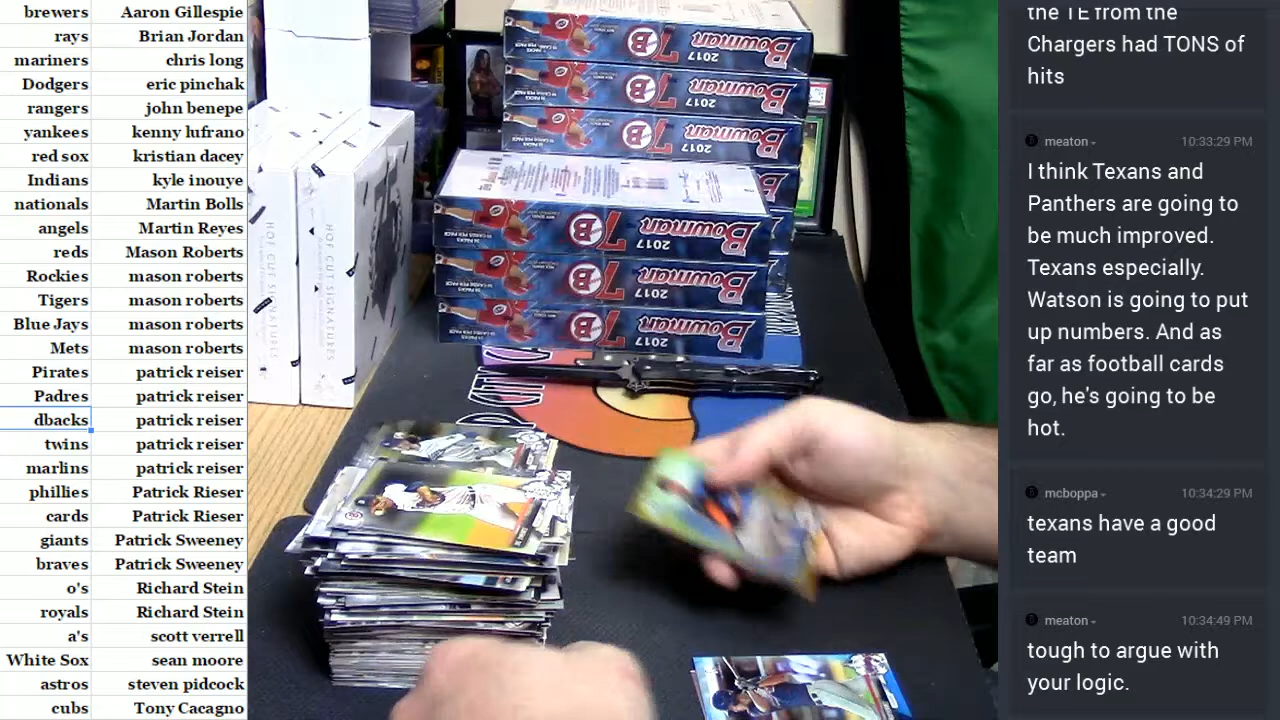 brewers Aaron Gillespie
rays Brian Jordan
mariners chris long
Dodgers eric pinchak
rangers john benepe
yankees kenny lufrano
red sox kristian dacey
Indians kyle inouye
nationals Martin Bolls
angels Martin Reyes
reds Mason Roberts
Rockies mason roberts
Tigers mason roberts
Blue Jays mason roberts
Mets mason roberts
Pirates patrick reiser
Padres patrick reiser
dbacks patrick reiser
twins patrick reiser
marlins patrick reiser
phillies Patrick Rieser
cards Patrick Rieser
giants Patrick Sweeney
braves Patrick Sweeney
o's Richard Stein
royals Richard Stein
a's scott verrell
White Sox sean moore
astros steven pidcock
cubs Tony Cacagno
Bowman 2017
Bowman 2017
Bowman 2017
Bowman 2017
Bowman 2017
Bowman 2017
HOF CUT SIGNATURES
HOF CUT SIGNATURES
the TE from the
Chargers had TONS of
hits
meaton 10:33:29 PM
I think Texans and
Panthers are going to
be much improved.
Texans especially.
Watson is going to put
up numbers. And as
far as football cards
go, he's going to be
hot.
mcboppa 10:34:29 PM
texans have a good
team
meaton 10:34:49 PM
tough to argue with
your logic.